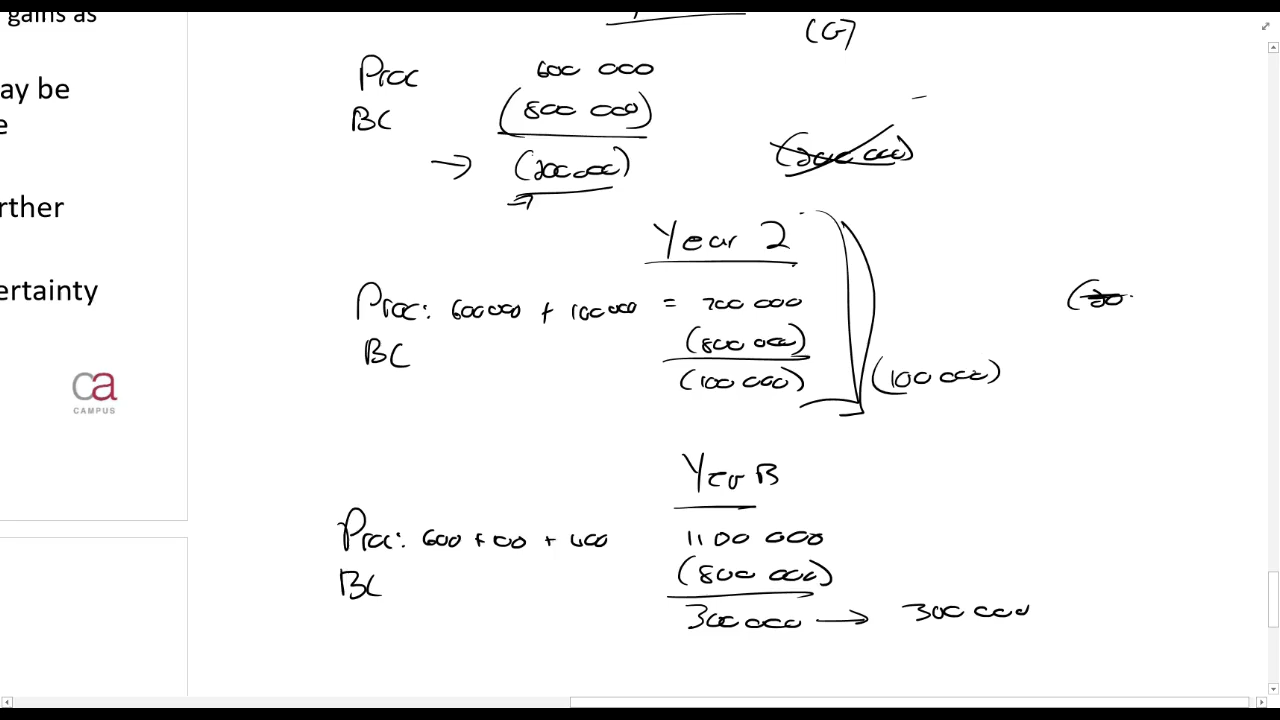 gains as
(G)
Proc 600 000
ay be
BC (800 000)
e
→ (200 000) (200 000)
rther
Year 2
ertainty
Proc: 600 000 + 100 000 = 700 000
BC (800 000)
(100 000) (100 000)
ca
CAMPUS
Year 3
Proc: 600 + 100 + 400 1 100 000
BC (800 000)
300 000 → 300 000